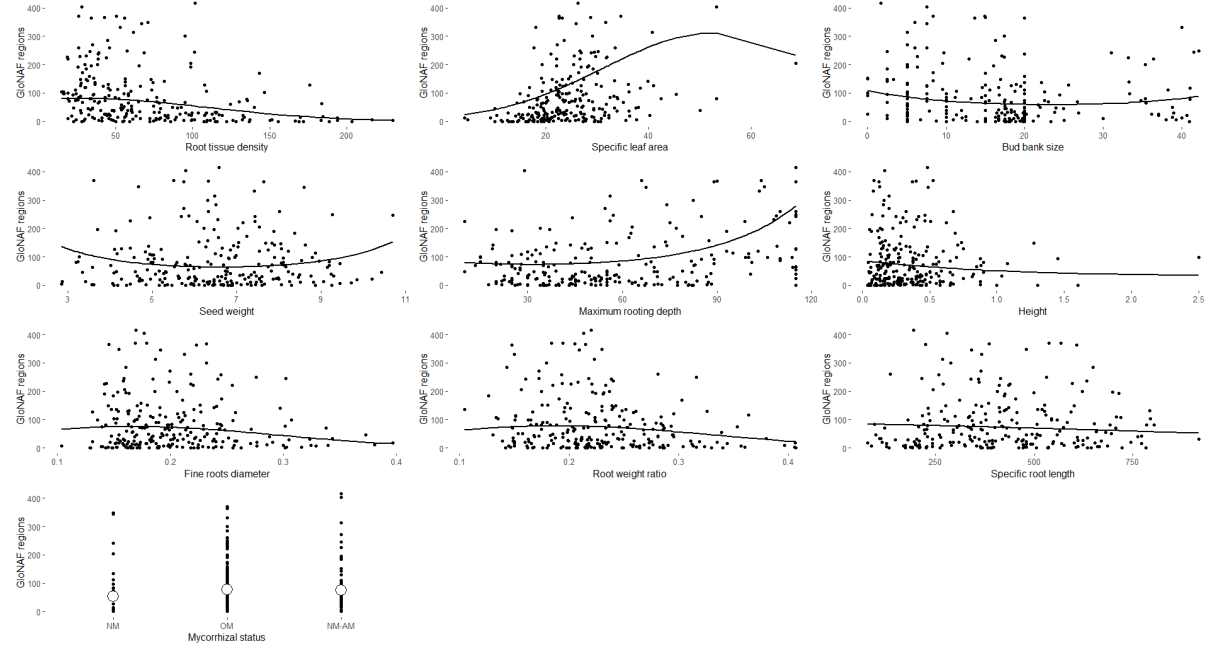 400
300
200
100
0
GloNAF regions
50 100 150 200
Root tissue density
400
300
200
100
0
GloNAF regions
20 40 60
Specific leaf area
400
300
200
100
0
GloNAF regions
0 10 20 30 40
Bud bank size
400
300
200
100
0
GloNAF regions
3 5 7 9 11
Seed weight
400
300
200
100
0
GloNAF regions
30 60 90 120
Maximum rooting depth
400
300
200
100
0
GloNAF regions
0.0 0.5 1.0 1.5 2.0 2.5
Height
400
300
200
100
0
GloNAF regions
0.1 0.2 0.3 0.4
Fine roots diameter
400
300
200
100
0
GloNAF regions
0.1 0.2 0.3 0.4
Root weight ratio
400
300
200
100
0
GloNAF regions
250 500 750
Specific root length
400
300
200
100
0
GloNAF regions
NM OM NM-AM
Mycorrhizal status